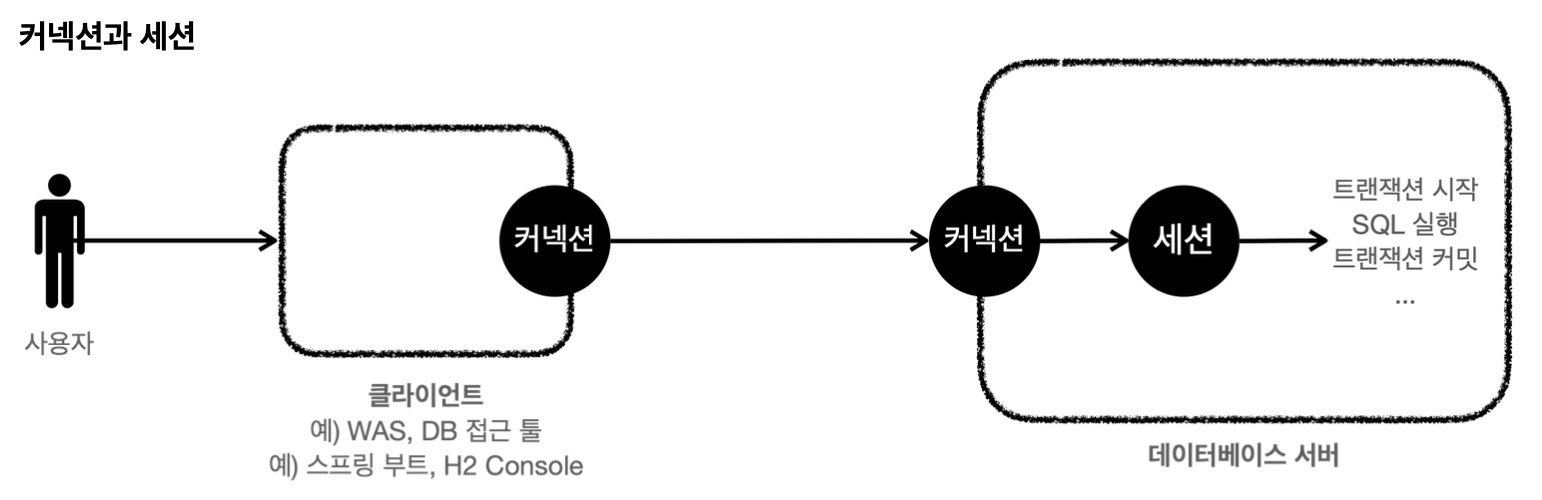 커넥션과 세션
사용자
커넥션
클라이언트
예) WAS, DB 접근 툴
예) 스프링 부트, H2 Console
커넥션
세션
트랜잭션 시작
SQL 실행
트랜잭션 커밋
...
데이터베이스 서버